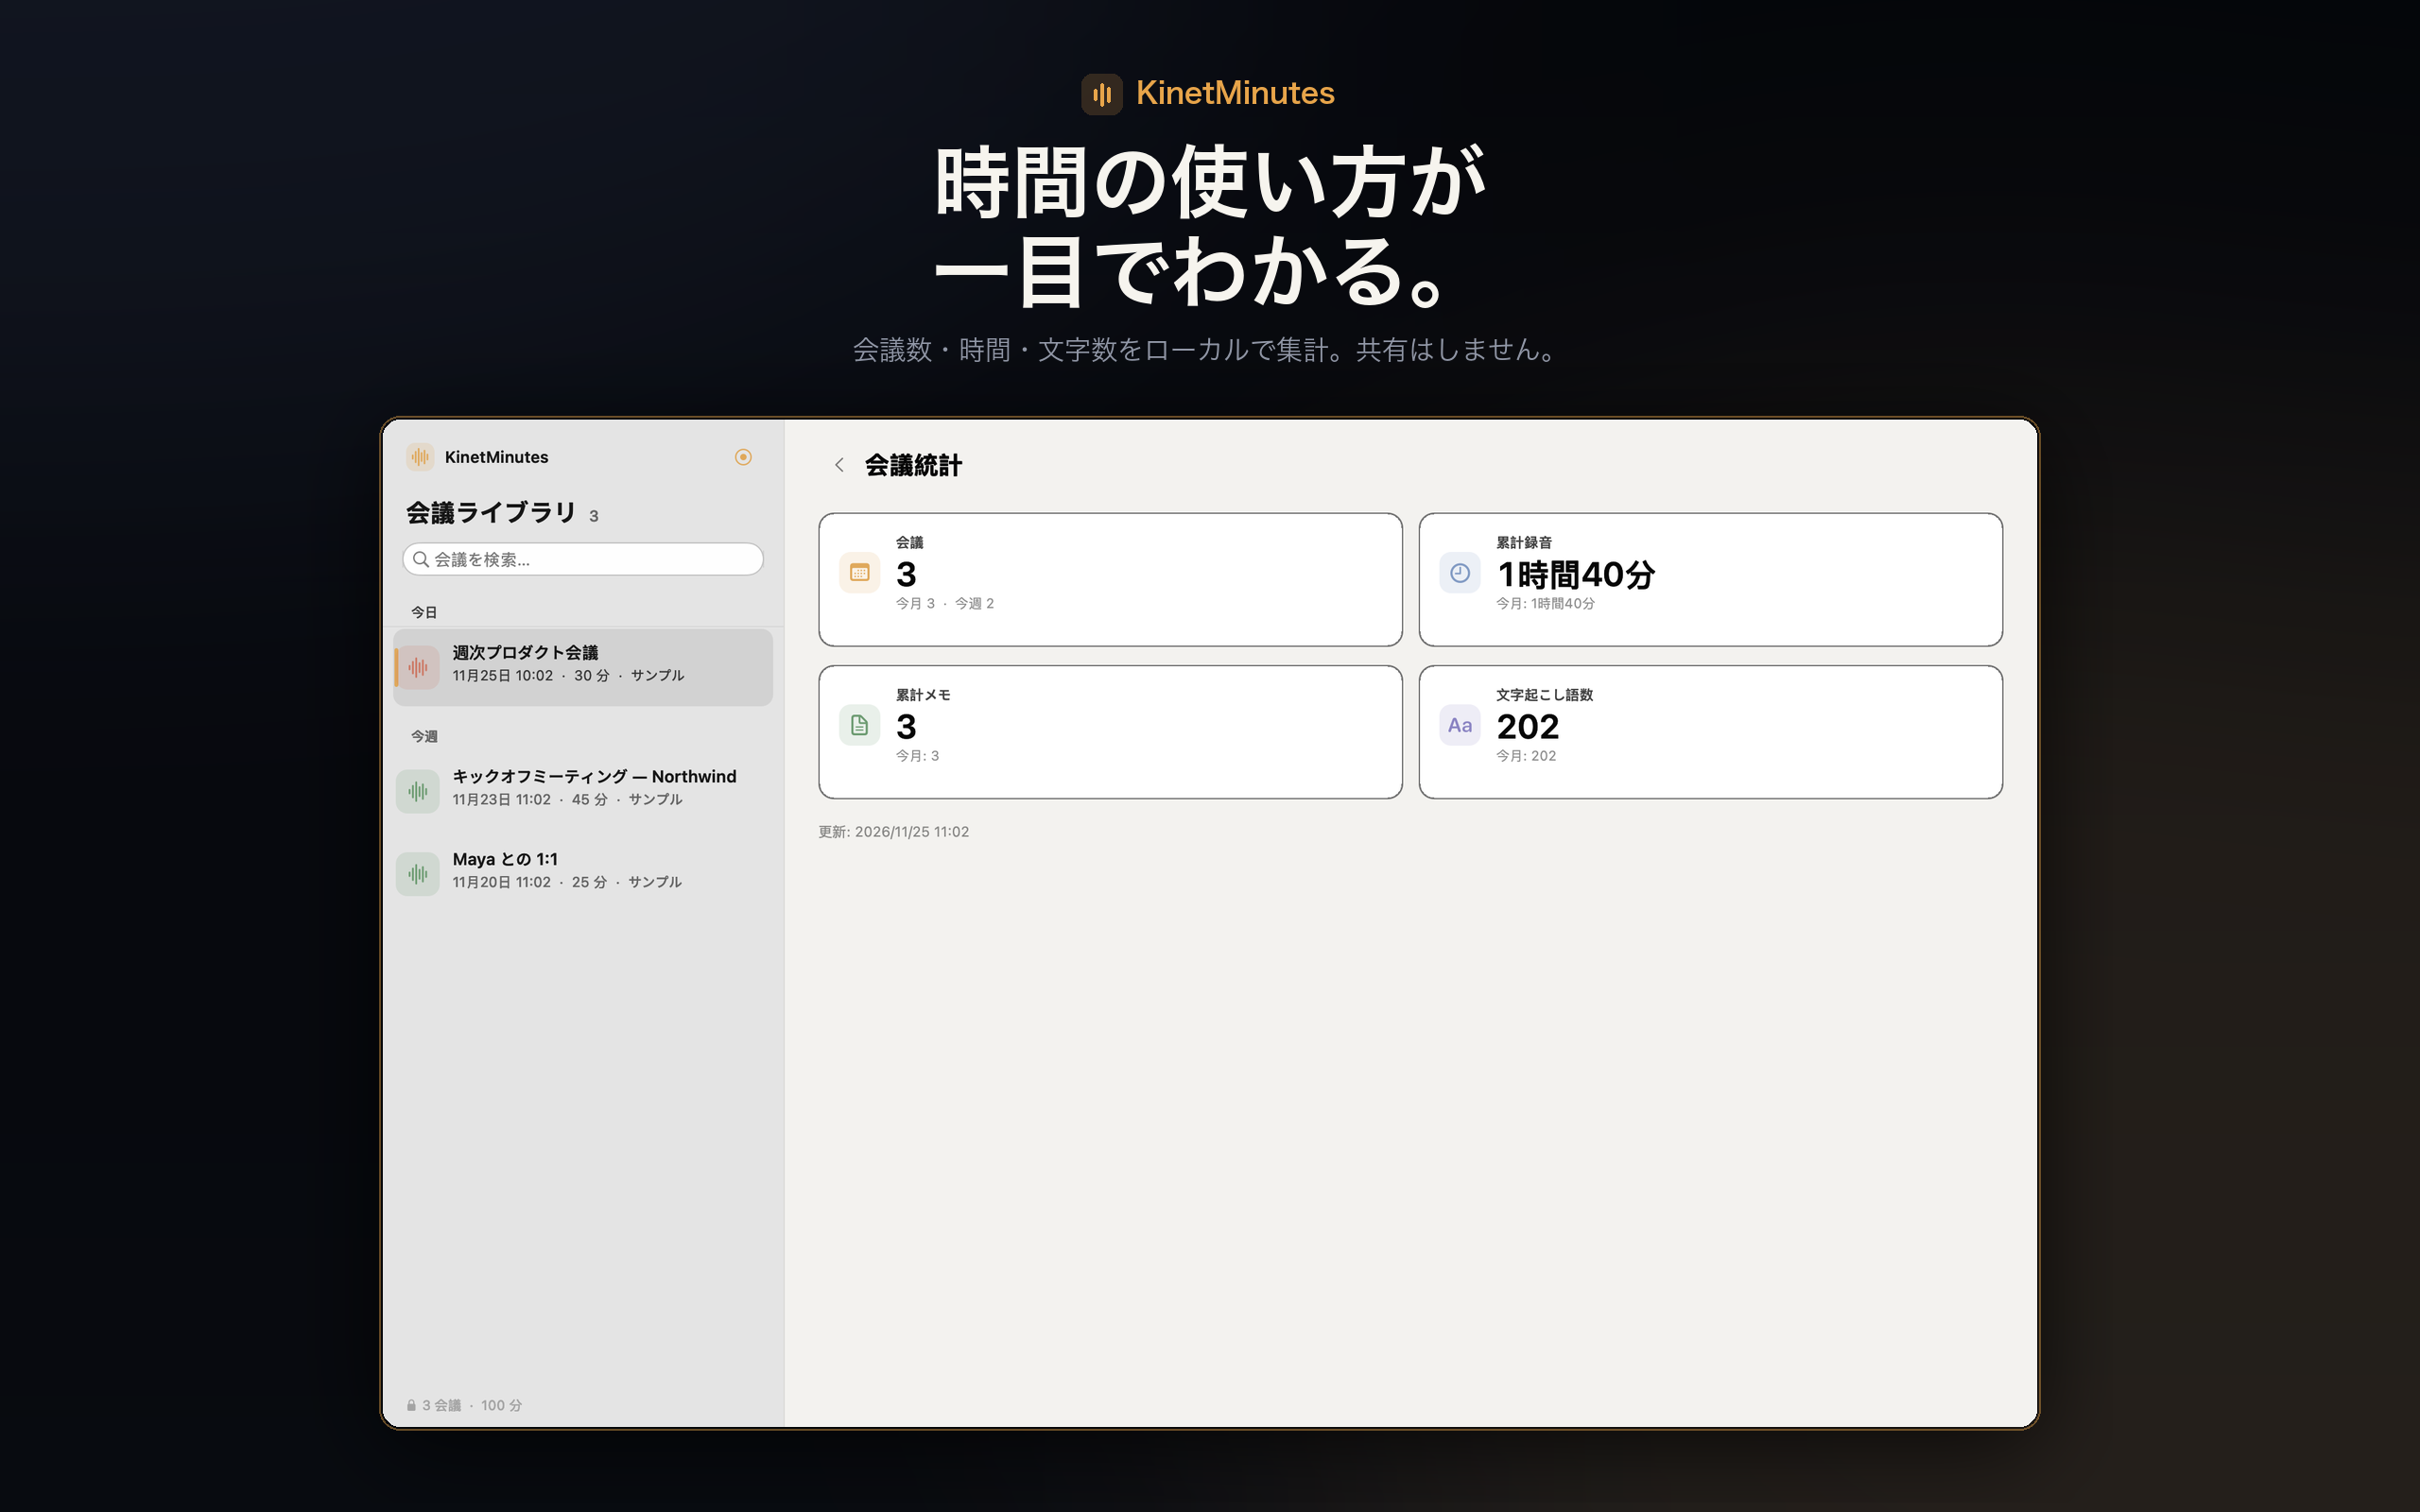 KinetMinutes
時間の使い方が
一目でわかる。
会議数・時間・文字数をローカルで集計。共有はしません。
KinetMinutes
会議ライブラリ 3
会議を検索...
今日
週次プロダクト会議
11月25日 10:02 · 30 分 · サンプル
今週
キックオフミーティング — Northwind
11月23日 11:02 · 45 分 · サンプル
Maya との 1:1
11月20日 11:02 · 25 分 · サンプル
3 会議 · 100 分
会議統計
会議
3
今月 3 · 今週 2
累計録音
1時間40分
今月: 1時間40分
累計メモ
3
今月: 3
Aa
文字起こし語数
202
今月: 202
更新: 2026/11/25 11:02